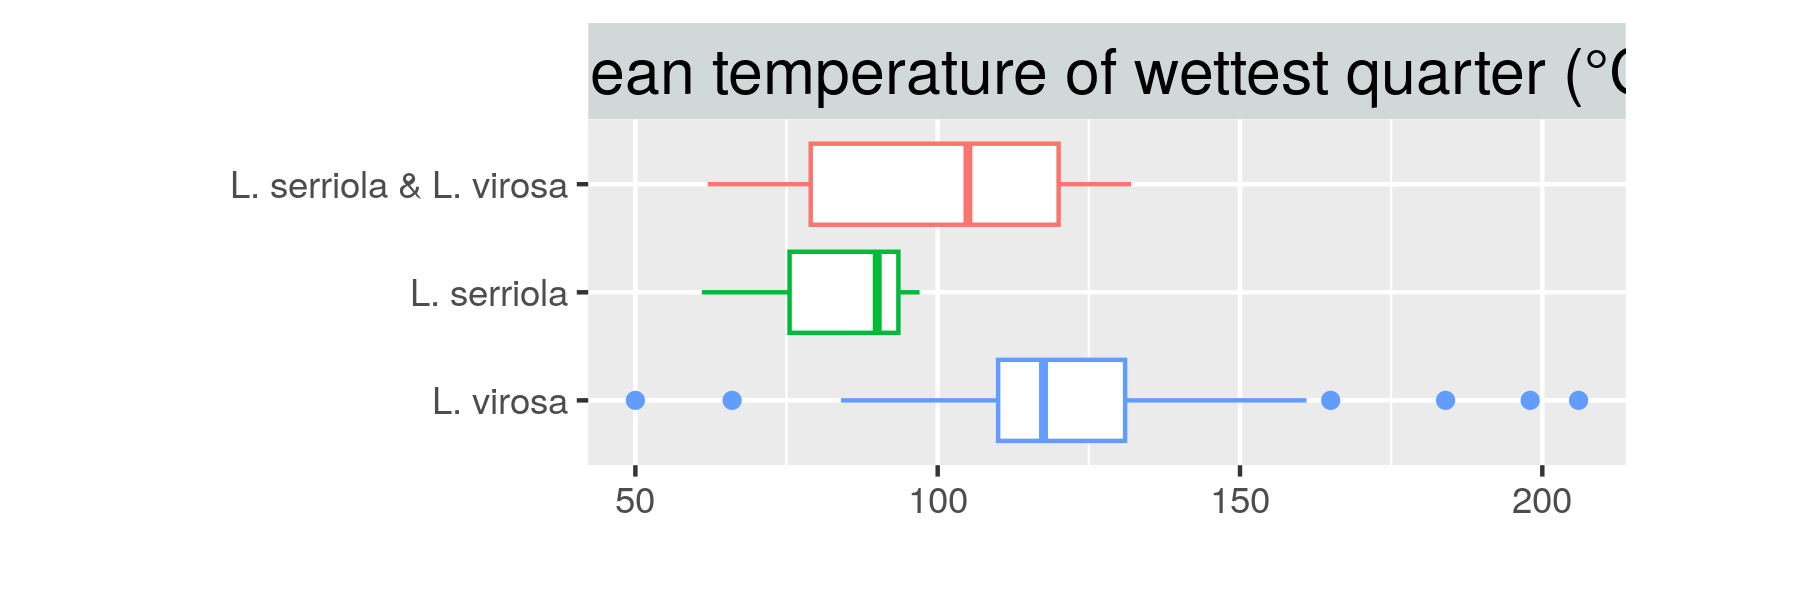 ean temperature of wettest quarter (°C
L. serriola & L. virosa
L. serriola
L. virosa
50 100 150 200